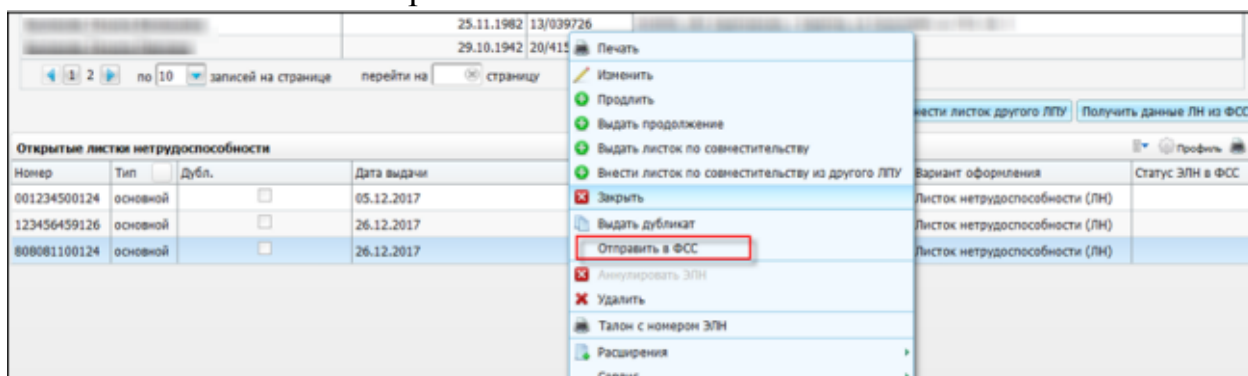 25.11.1982 13/039726
29.10.1942 20/415
1 2 по 10 записей на странице перейти на страницу
Печать
Изменить
Продлить
Выдать продолжение
Выдать листок по совместительству
Внести листок по совместительству из другого ЛПУ
Закрыть
Выдать дубликат
Отправить в ФСС
Аннулировать ЭЛН
Удалить
Талон с номером ЭЛН
Расширения
нести листок другого ЛПУ Получить данные ЛН из ФСС
Открытые листки нетрудоспособности Профиль
Номер Тип Дубл. Дата выдачи Вариант оформления Статус ЭЛН в ФСС
001234500124 основной 05.12.2017 Листок нетрудоспособности (ЛН)
123456459126 основной 26.12.2017 Листок нетрудоспособности (ЛН)
808081100124 основной 26.12.2017 Листок нетрудоспособности (ЛН)